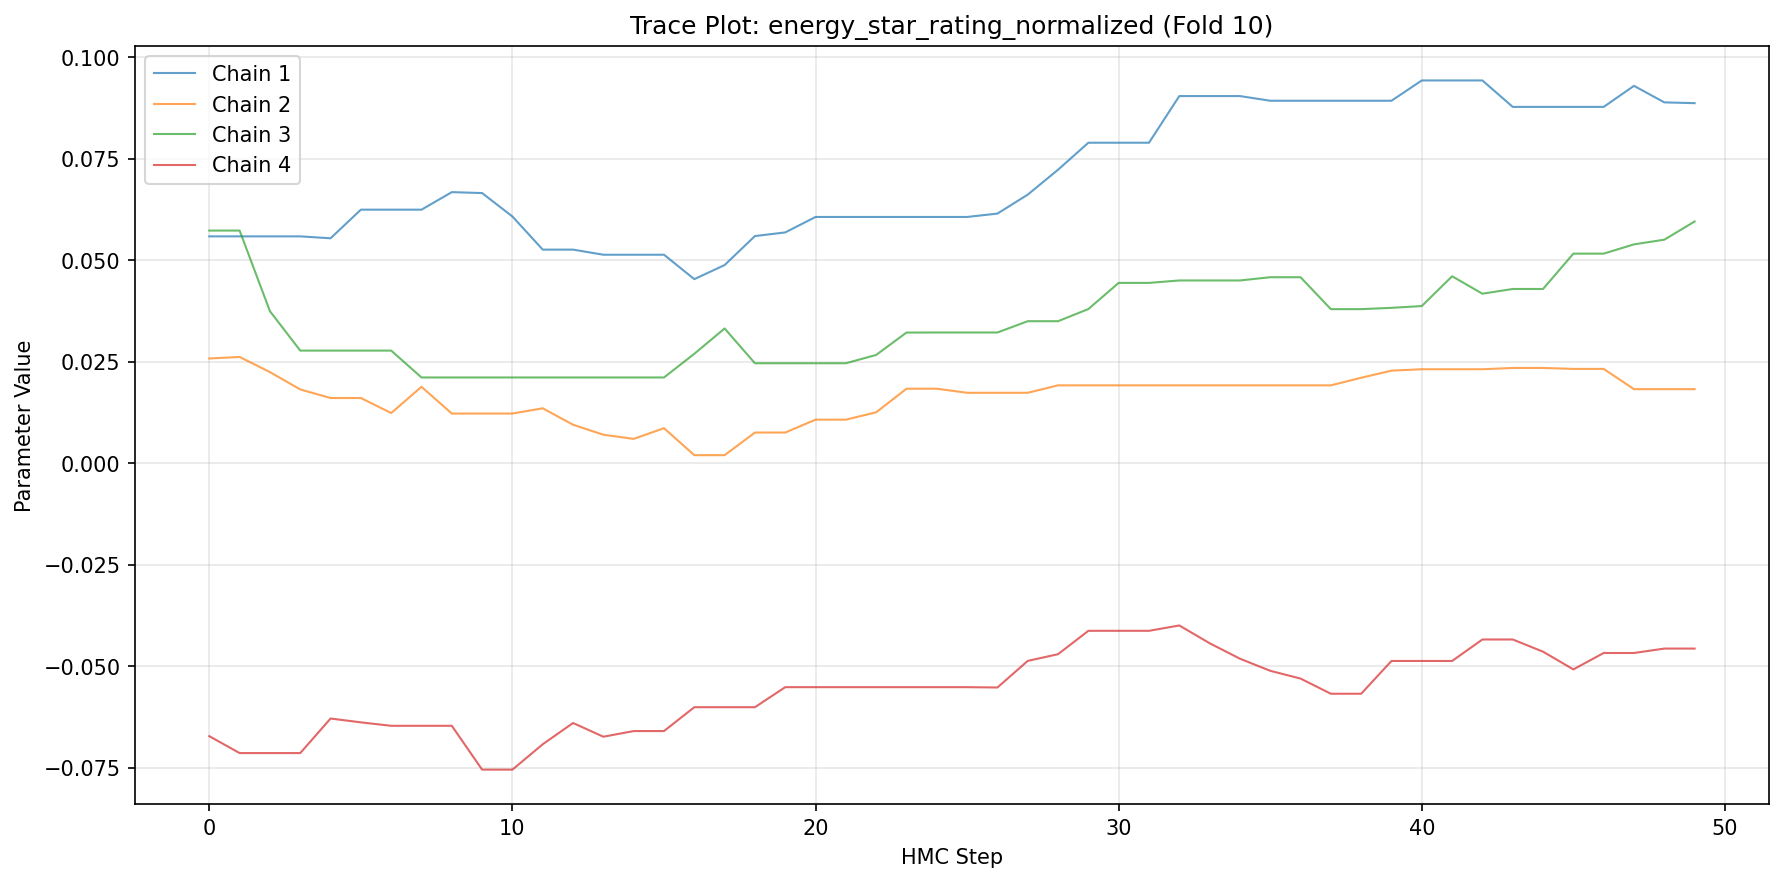 Trace Plot: energy_star_rating_normalized (Fold 10)
Chain 1
Chain 2
Chain 3
Chain 4
0.100
0.075
0.050
0.025
0.000
−0.025
−0.050
−0.075
Parameter Value
0 10 20 30 40 50
HMC Step